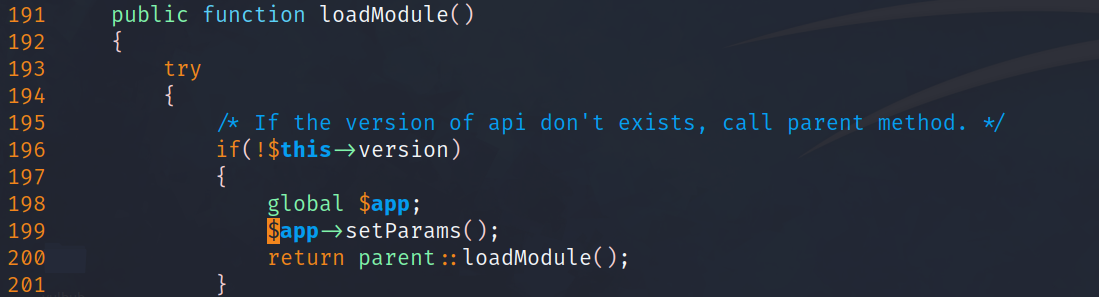 191     public function loadModule()
192     {
193         try
194         {
195             /* If the version of api don't exists, call parent method. */
196             if(!$this->version)
197             {
198                 global $app;
199                 $app->setParams();
200                 return parent::loadModule();
201             }